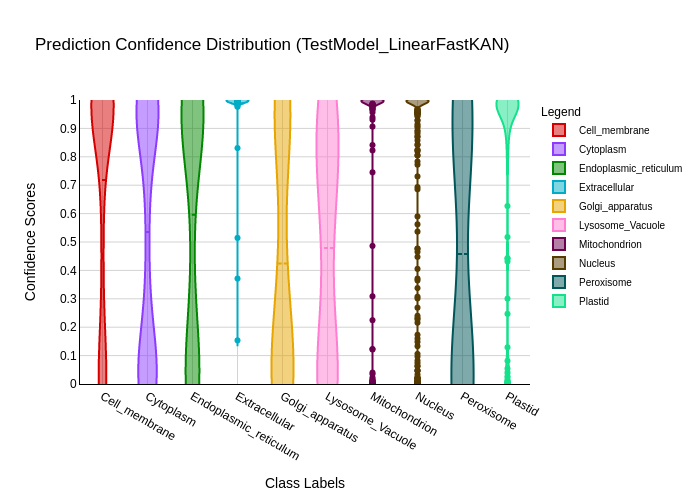 Prediction Confidence Distribution (TestModel_LinearFastKAN)
Legend
Cell_membrane
Cytoplasm
Endoplasmic_reticulum
Extracellular
Golgi_apparatus
Lysosome_Vacuole
Mitochondrion
Nucleus
Peroxisome
Plastid
Confidence Scores
1
0.9
0.8
0.7
0.6
0.5
0.4
0.3
0.2
0.1
0
Cell_membrane
Cytoplasm
Endoplasmic_reticulum
Extracellular
Golgi_apparatus
Lysosome_Vacuole
Mitochondrion
Nucleus
Peroxisome
Plastid
Class Labels